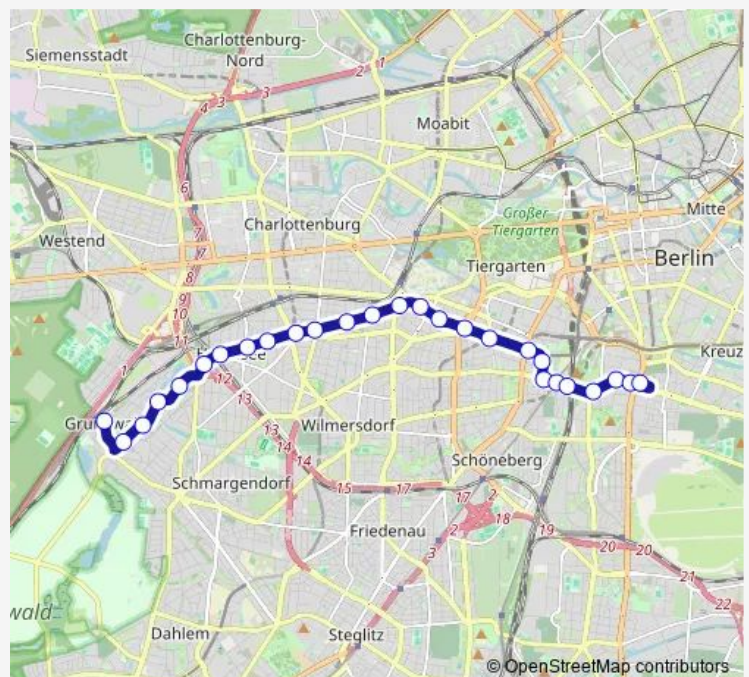 Siemensstadt
Charlottenburg-
Nord
1
2
3
3
4
Moabit
6
7
7
Charlottenburg
Großer
Tiergarten
Mitte
Westend
8
Tiergarten
Berlin
9
10
11
1
Kreuz
12
13
13
14
14
Wilmersdorf
Schmargendorf
15
17
Schöneberg
17
2
18
2
3
19
20
20
21
22
Friedenau
wald
Dahlem
Steglitz
© OpenStreetMap contributors